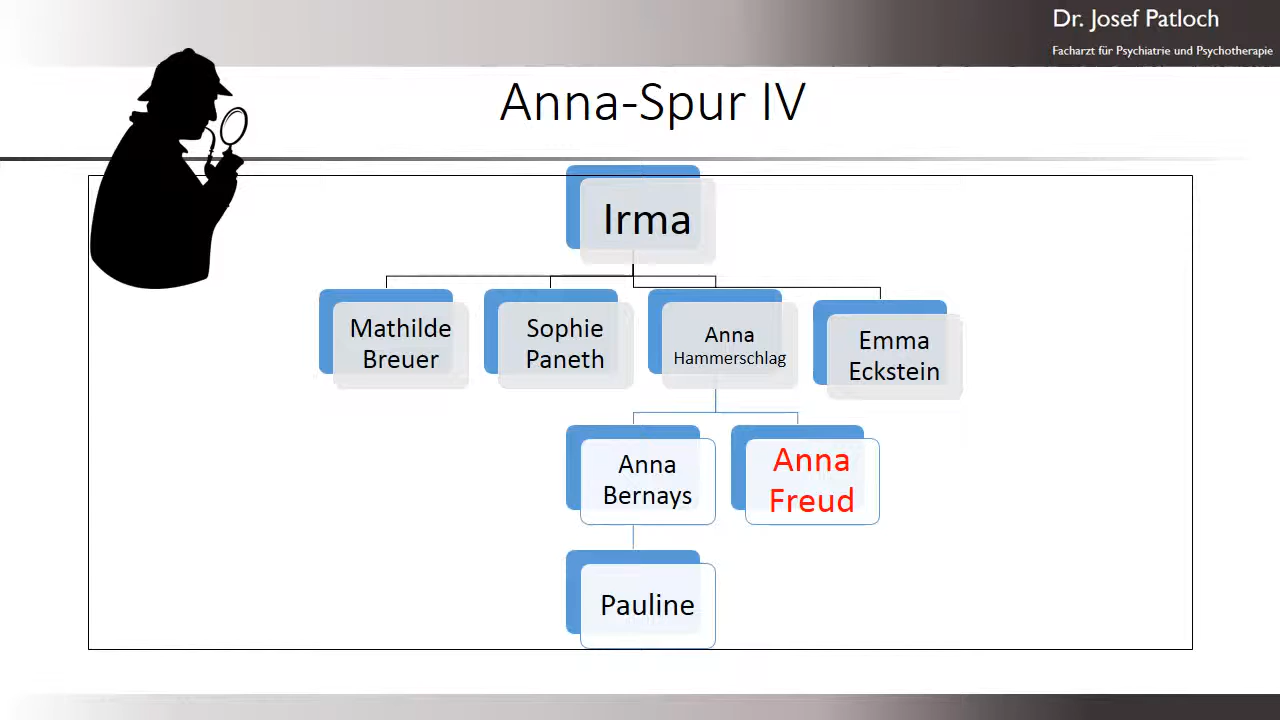 Dr. Josef Patloch
Facharzt für Psychiatrie und Psychotherapie
Anna-Spur IV
Irma
Mathilde
Breuer
Sophie
Paneth
Anna
Hammerschlag
Emma
Eckstein
Anna
Bernays
Anna
Freud
Pauline